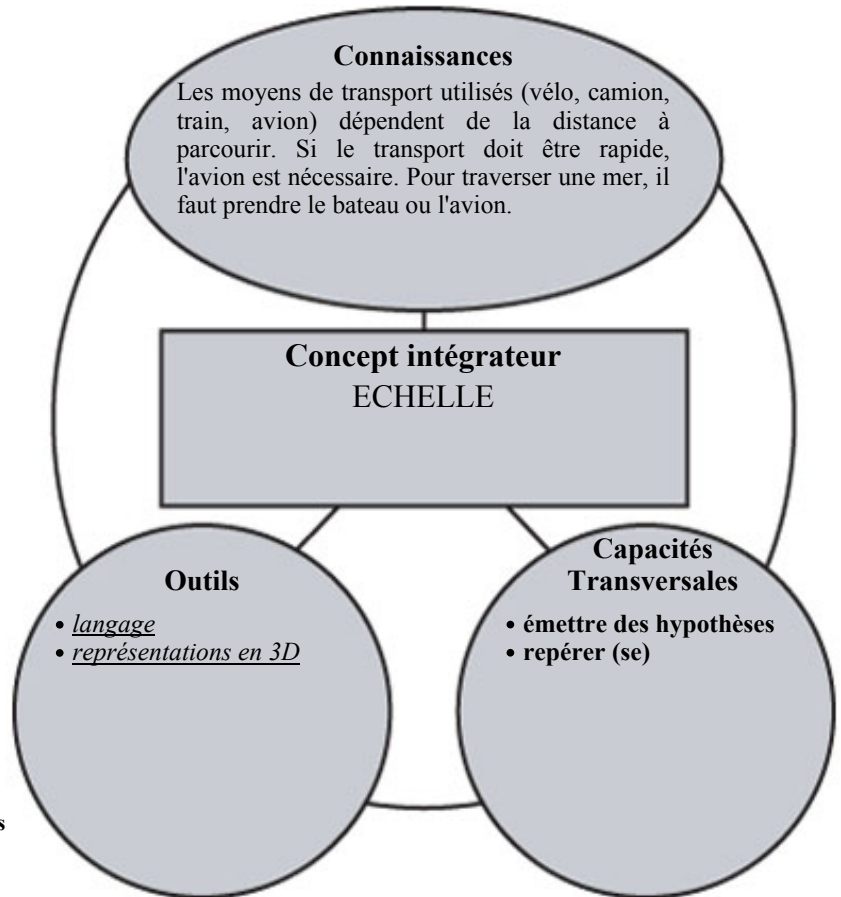 Connaissances
Les moyens de transport utilisés (vélo, camion,
train, avion) dépendent de la distance à
parcourir. Si le transport doit être rapide,
l'avion est nécessaire. Pour traverser une mer, il
faut prendre le bateau ou l'avion.
Concept intégrateur
ECHELLE
Outils
• langage
• représentations en 3D
Capacités
Transversales
• émettre des hypothèses
• repérer (se)
s